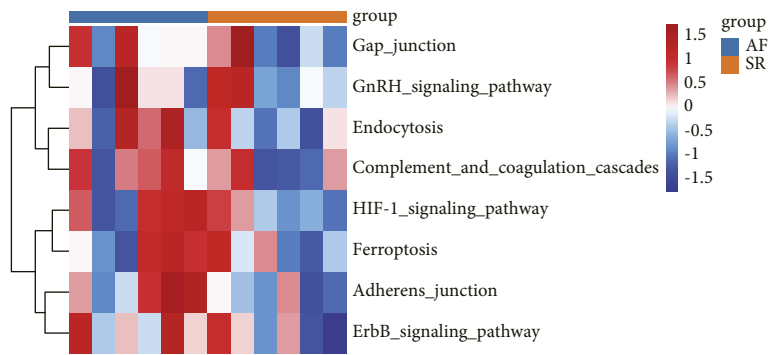 group
Gap_junction
GnRH_signaling_pathway
Endocytosis
Complement_and_coagulation_cascades
HIF-1_signaling_pathway
Ferroptosis
Adherens_junction
ErbB_signaling_pathway
1.5
1
0.5
0
-0.5
-1
-1.5
group
AF
SR